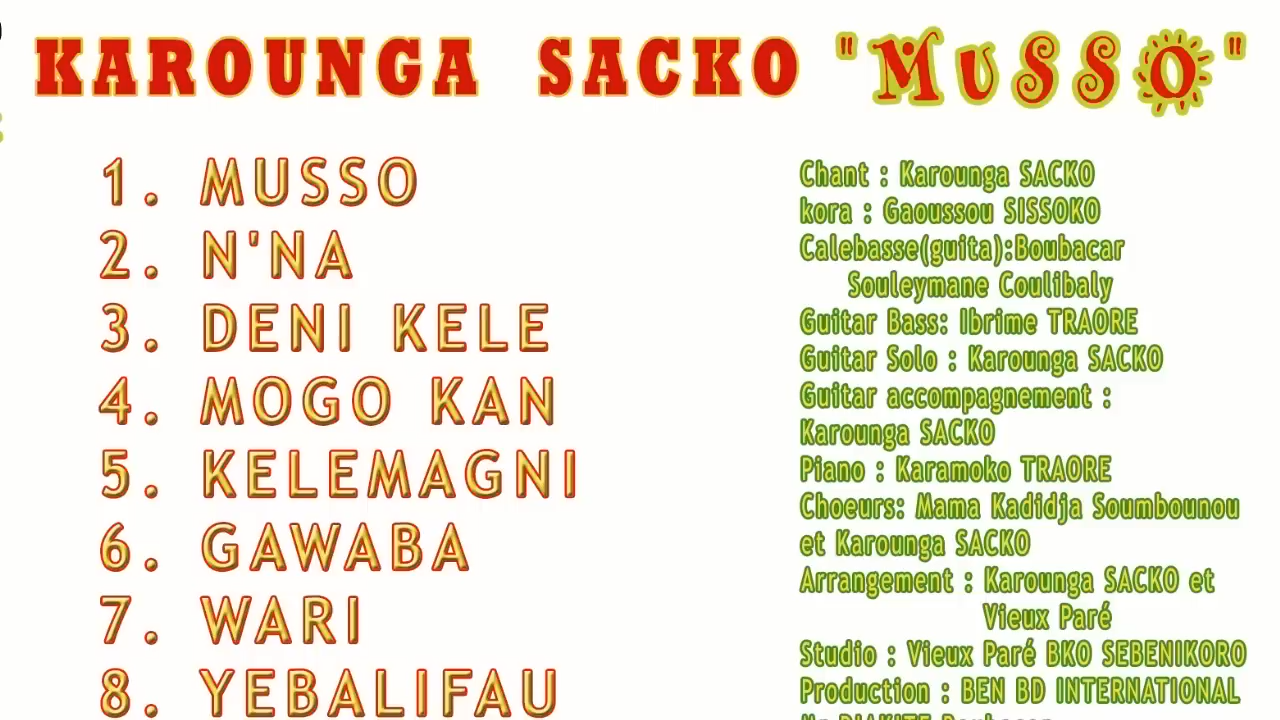 KAROUNGA SACKO "MUSSO"
1. MUSSO
2. N'NA
3. DENI KELE
4. MOGO KAN
5. KELEMAGNI
6. GAWABA
7. WARI
8. YEBALIFAU
Chant : Karounga SACKO
kora : Gaoussou SISSOKO
Calebasse(guita):Boubacar
Souleymane Coulibaly
Guitar Bass: Ibrime TRAORE
Guitar Solo : Karounga SACKO
Guitar accompagnement :
Karounga SACKO
Piano : Karamoko TRAORE
Choeurs: Mama Kadidja Soumbounou
et Karounga SACKO
Arrangement : Karounga SACKO et
Vieux Paré
Studio : Vieux Paré BKO SEBENIKORO
Production : BEN BD INTERNATIONAL